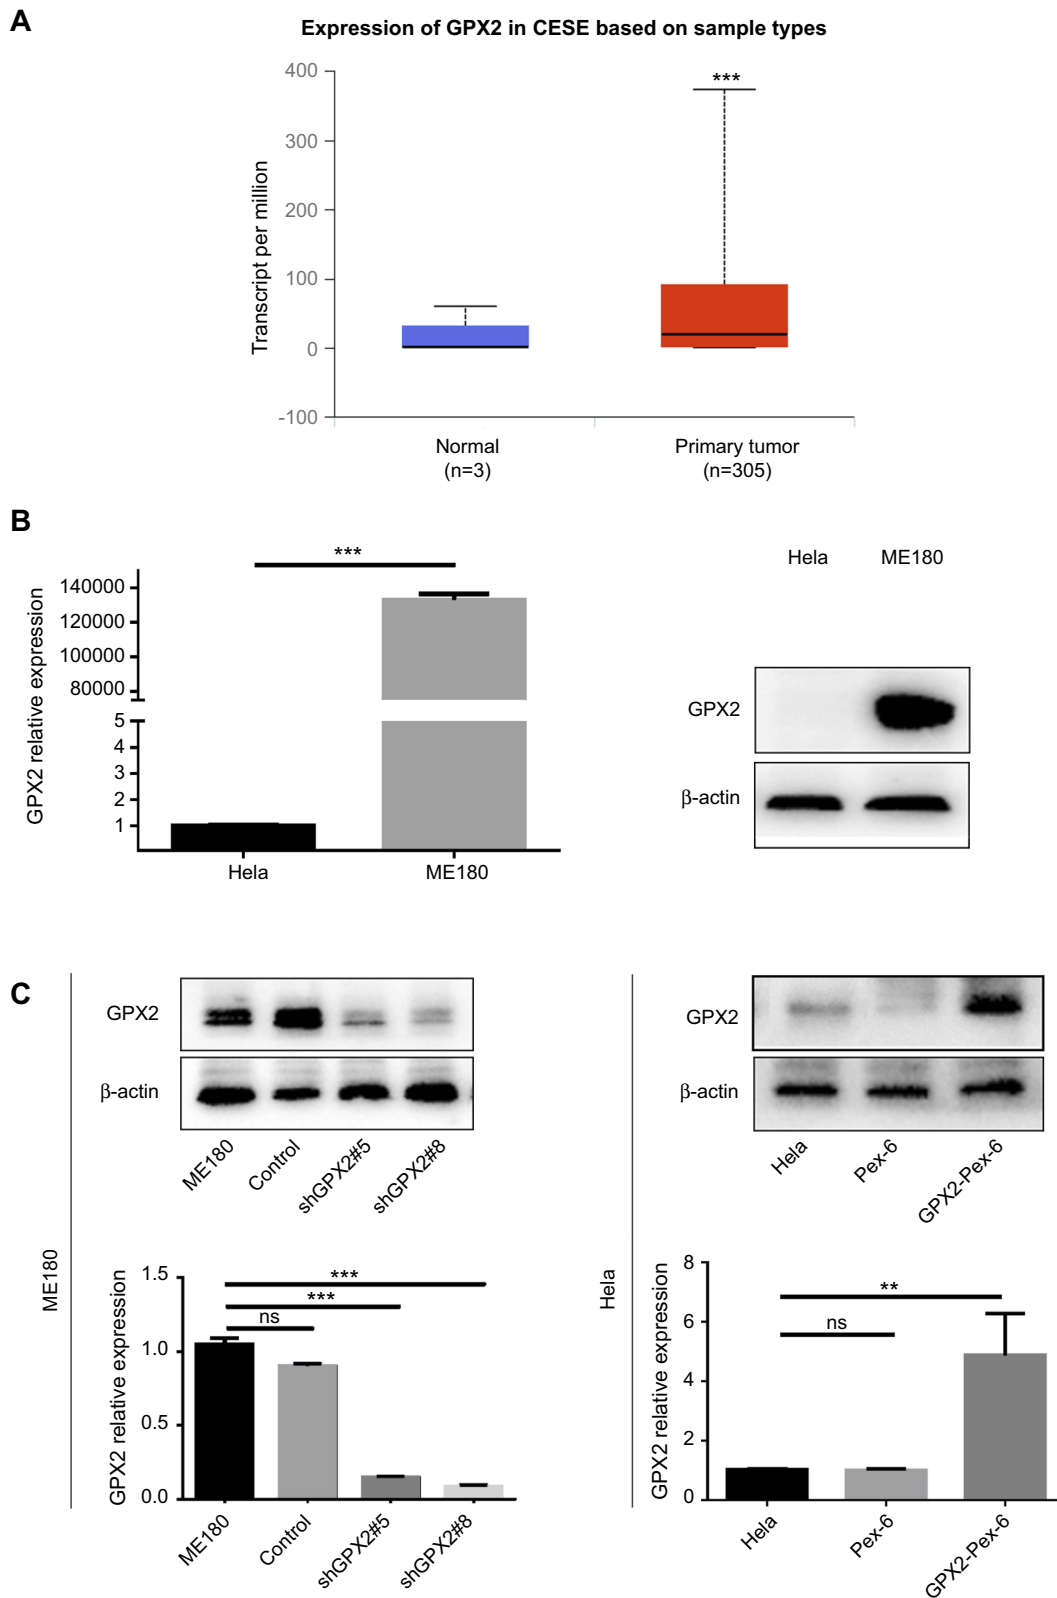 A
Expression of GPX2 in CESE based on sample types
Transcript per million
400
300
200
100
0
-100
***
Normal
(n=3)
Primary tumor
(n=305)
B
GPX2 relative expression
140000
120000
100000
80000
5
4
3
2
1
***
Hela
ME180
Hela
ME180
GPX2
β-actin
C
ME180
GPX2
β-actin
ME180
Control
shGPX2#5
shGPX2#8
GPX2 relative expression
1.5
1.0
0.5
0.0
***
***
ns
ME180
Control
shGPX2#5
shGPX2#8
Hela
GPX2
β-actin
Hela
Pex-6
GPX2-Pex-6
GPX2 relative expression
8
6
4
2
0
**
ns
Hela
Pex-6
GPX2-Pex-6